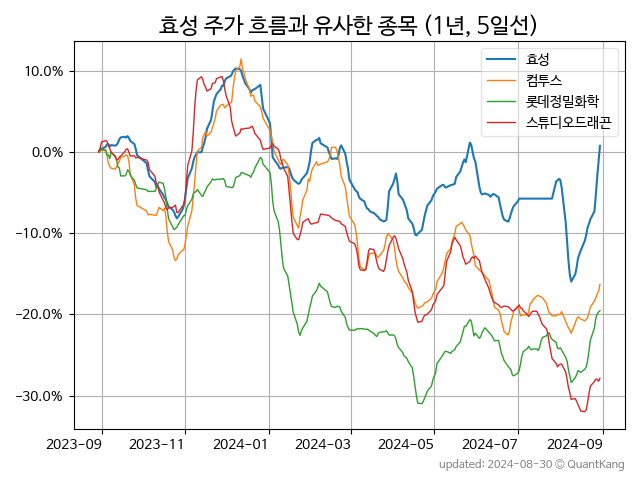 효성 주가 흐름과 유사한 종목 (1년, 5일선)
효성
컴투스
롯데정밀화학
스튜디오드래곤
10.0%
0.0%
−10.0%
−20.0%
−30.0%
2023-09 2023-11 2024-01 2024-03 2024-05 2024-07 2024-09
updated: 2024-08-30 © QuantKang